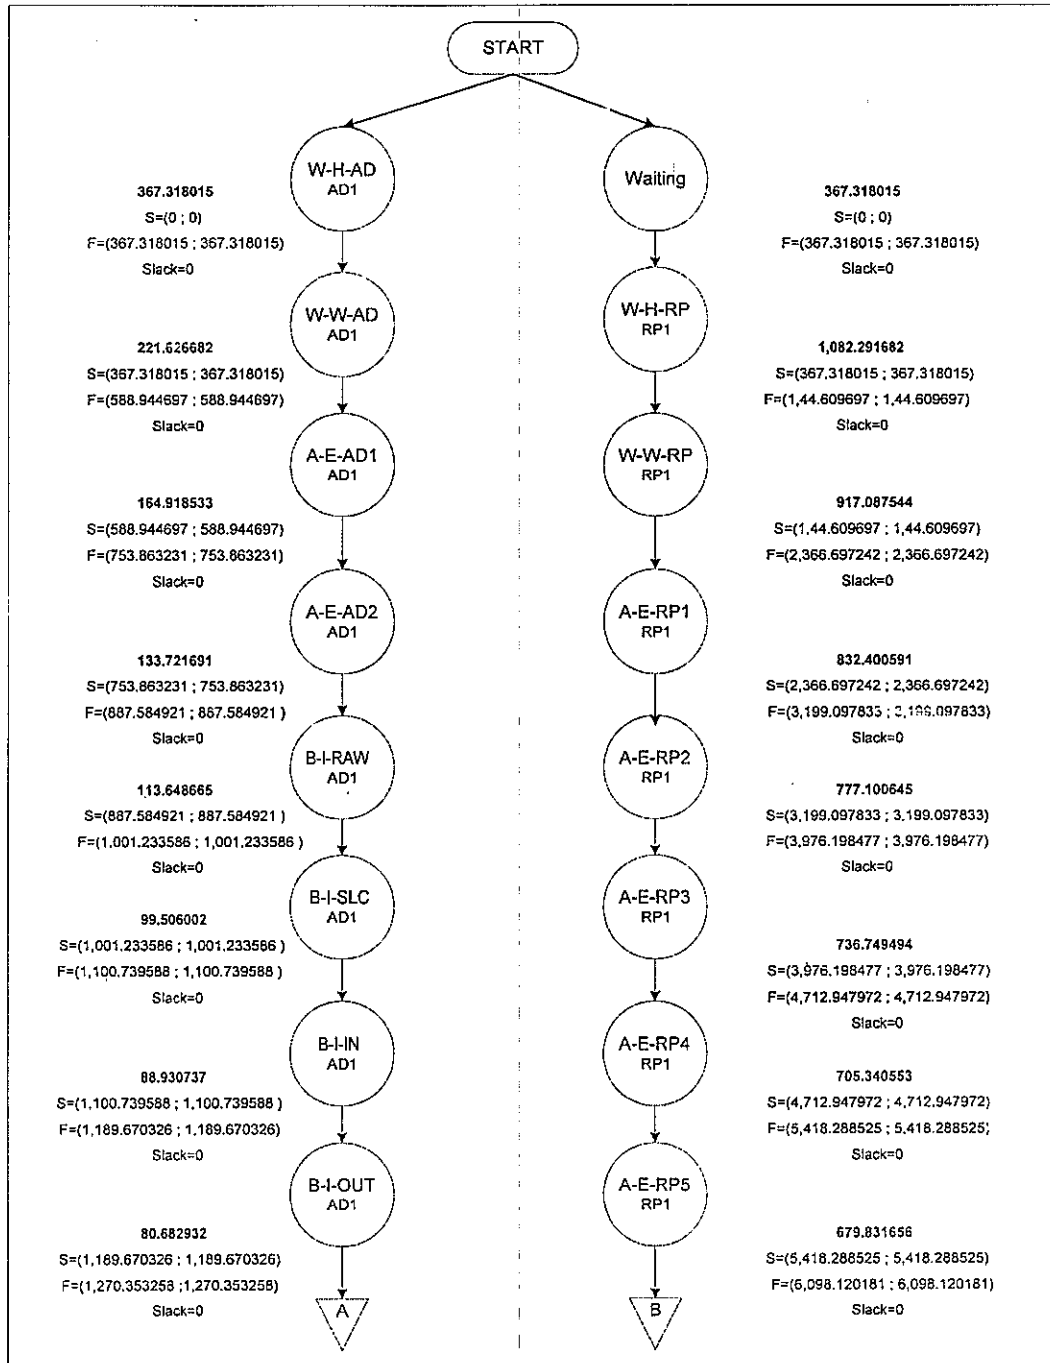 START
W-H-AD
AD1
367.318015
S=(0 ; 0)
F=(367.318015 ; 367.318015)
Slack=0
W-W-AD
AD1
221.626682
S=(367.318015 ; 367.318015)
F=(588.944697 ; 588.944697)
Slack=0
A-E-AD1
AD1
164.918533
S=(588.944697 ; 588.944697)
F=(753.863231 ; 753.863231)
Slack=0
A-E-AD2
AD1
133.721691
S=(753.863231 ; 753.863231)
F=(887.584921 ; 887.584921 )
Slack=0
B-I-RAW
AD1
113.648665
S=(887.584921 ; 887.584921 )
F=(1,001.233586 ; 1,001.233586 )
Slack=0
B-I-SLC
AD1
99.506002
S=(1,001.233586 ; 1,001.233586 )
F=(1,100.739588 ; 1,100.739588 )
Slack=0
B-I-IN
AD1
88.930737
S=(1,100.739588 ; 1,100.739588 )
F=(1,189.670326 ; 1,189.670326)
Slack=0
B-I-OUT
AD1
80.682932
S=(1,189.670326 ; 1,189.670326)
F=(1,270.353258 ;1,270.353258)
Slack=0
A
Waiting
367.318015
S=(0 ; 0)
F=(367.318015 ; 367.318015)
Slack=0
W-H-RP
RP1
1,082.291682
S=(367.318015 ; 367.318015)
F=(1,44.609697 ; 1,44.609697)
Slack=0
W-W-RP
RP1
917.087544
S=(1,44.609697 ; 1,44.609697)
F=(2,366.697242 ; 2,366.697242)
Slack=0
A-E-RP1
RP1
832.400591
S=(2,366.697242 ; 2,366.697242)
F=(3,199.097833 ; 3,199.097833)
Slack=0
A-E-RP2
RP1
777.100645
S=(3,199.097833 ; 3.199.097833)
F=(3,976.198477 ; 3,976.198477)
Slack=0
A-E-RP3
RP1
736.749494
S=(3,976.198477 ; 3,976.198477)
F=(4,712.947972 ; 4,712.947972)
Slack=0
A-E-RP4
RP1
705.340553
S=(4,712.947972 ; 4,712.947972)
F=(5,418.288525 ; 5,418.288525)
Slack=0
A-E-RP5
RP1
679.831656
S=(5,418.288525 ; 5,418.288525)
F=(6,098.120181 ; 6,098.120181)
Slack=0
B